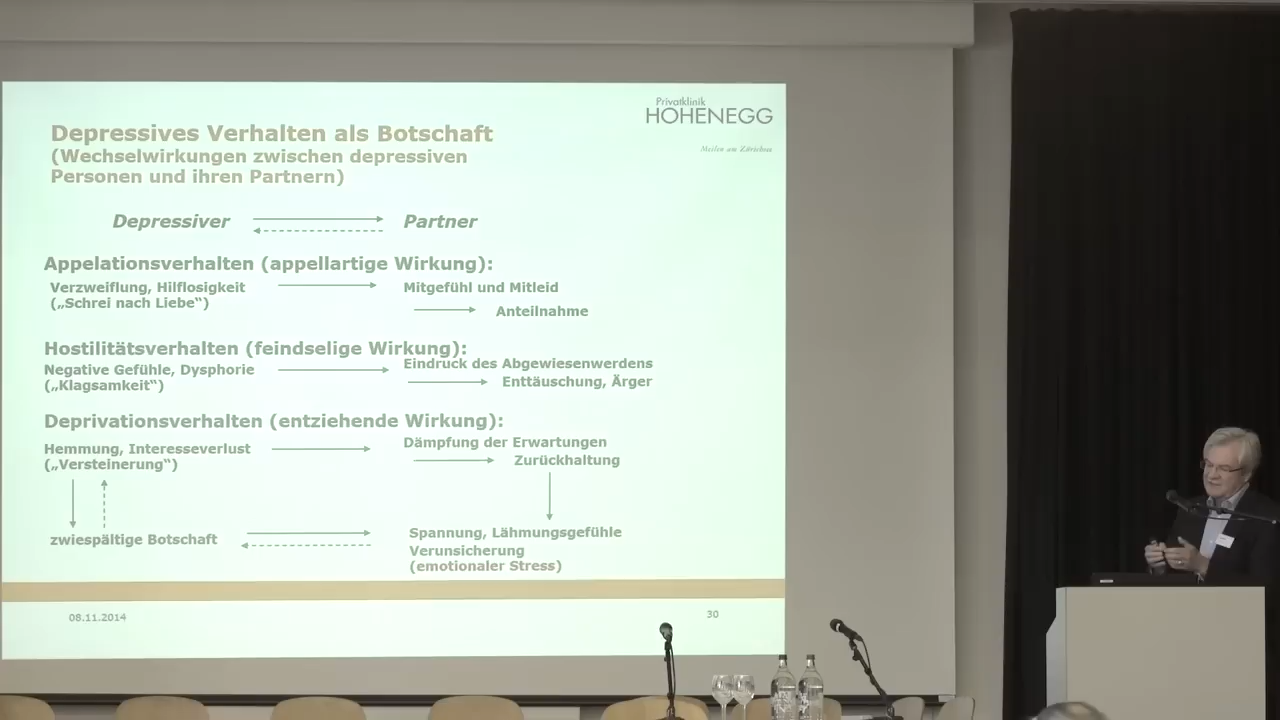 Privatklinik
HOHENEGG
Meilen am Zürichsee
Depressives Verhalten als Botschaft
(Wechselwirkungen zwischen depressiven
Personen und ihren Partnern)
Depressiver Partner
Appelationsverhalten (appellartige Wirkung):
Verzweiflung, Hilflosigkeit Mitgefühl und Mitleid
(„Schrei nach Liebe“) Anteilnahme
Hostilitätsverhalten (feindselige Wirkung):
Negative Gefühle, Dysphorie Eindruck des Abgewiesenwerdens
(„Klagsamkeit“) Enttäuschung, Ärger
Deprivationsverhalten (entziehende Wirkung):
Hemmung, Interesseverlust Dämpfung der Erwartungen
(„Versteinerung“) Zurückhaltung
zwiespältige Botschaft Spannung, Lähmungsgefühle
Verunsicherung
(emotionaler Stress)
08.11.2014 30